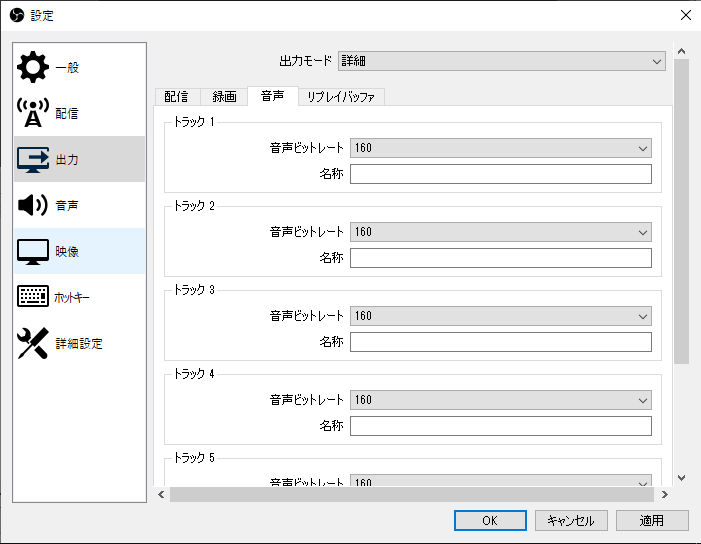 設定
一般
配信
出力
音声
映像
ホットキー
詳細設定
出力モード 詳細
配信 録画 音声 リプレイバッファ
トラック 1
音声ビットレート 160
名称
トラック 2
音声ビットレート 160
名称
トラック 3
音声ビットレート 160
名称
トラック 4
音声ビットレート 160
名称
トラック 5
音声ビットレート 160
OK キャンセル 適用